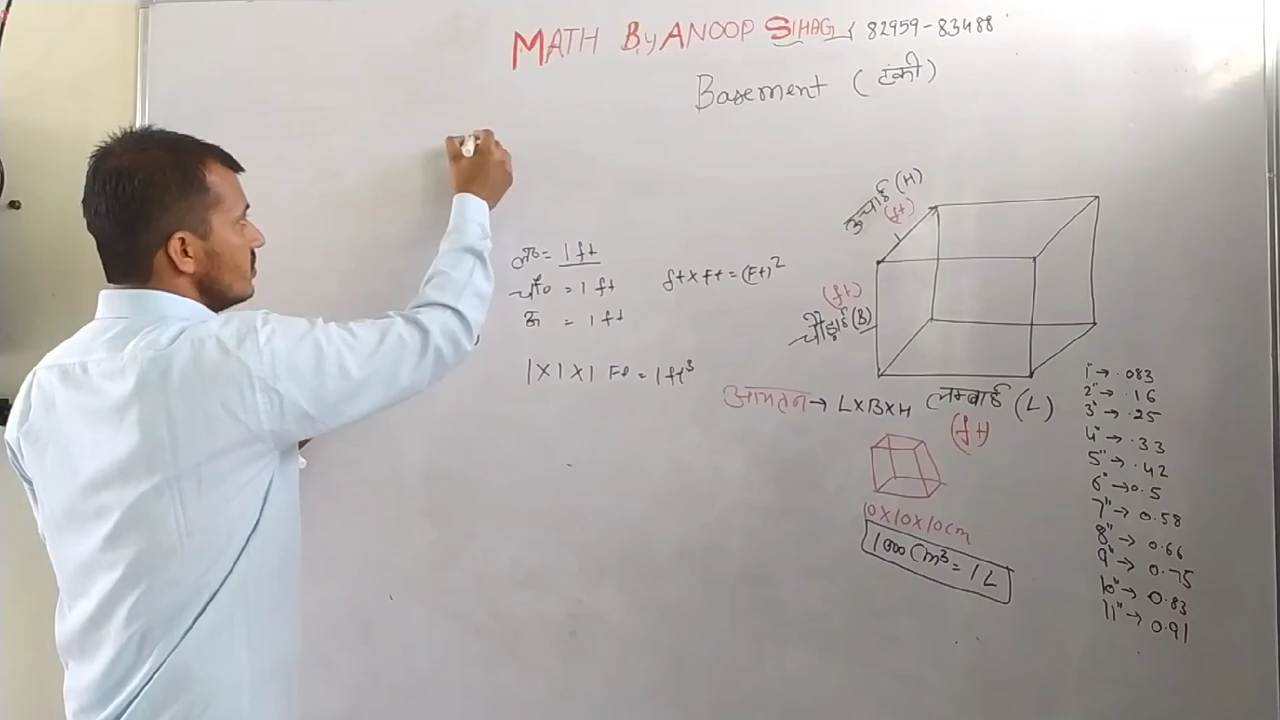 MATH By ANOOP SIHAG, 82959-83488
Basement (टंकी)
ल० = 1 ft
चौ० = 1 ft
ऊ = 1 ft
ft x Ft = (Ft)²
1 X 1 X 1 Ft = 1 ft³
ऊचाई (H)
(ft)
(ft)
चौड़ाई (B)
लम्बाई (L)
(ft)
आयतन → L X B X H
10 X 10 X 10 cm
1000 Cm³ = 1 L
1" → .083
2" → .16
3" → .25
4" → .33
5" → .42
6" → 0.5
7" → 0.58
8" → 0.66
9" → 0.75
10" → 0.83
11" → 0.91